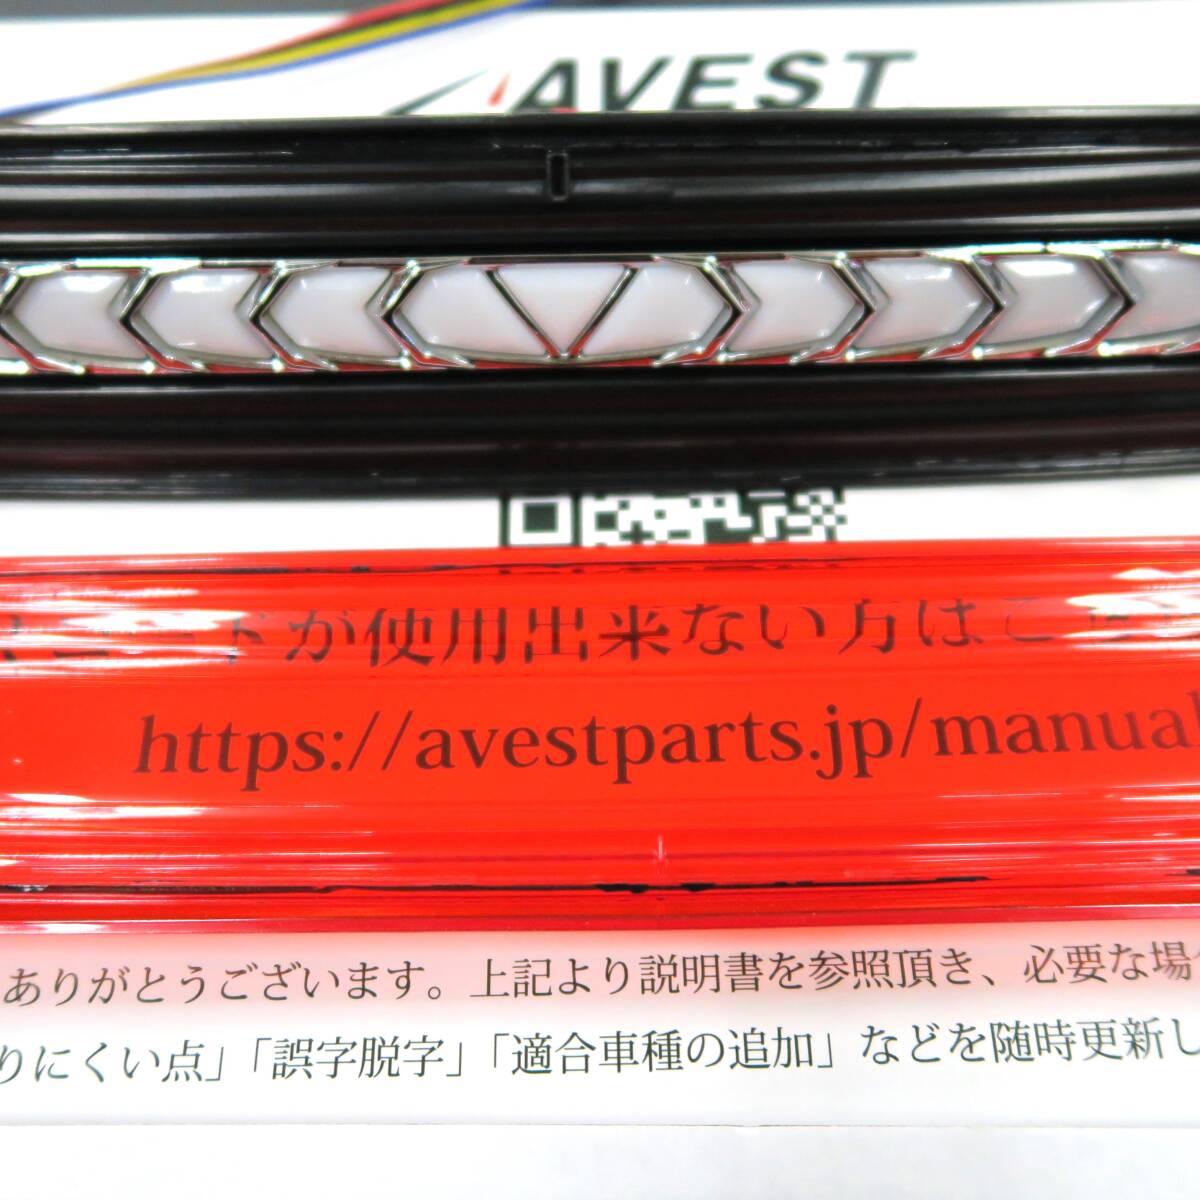 AVEST
コードが使用出来ない方はこ
https://avestparts.jp/manual
ありがとうございます。上記より説明書を参照頂き、必要な場
りにくい点」「誤字脱字」「適合車種の追加」などを随時更新し